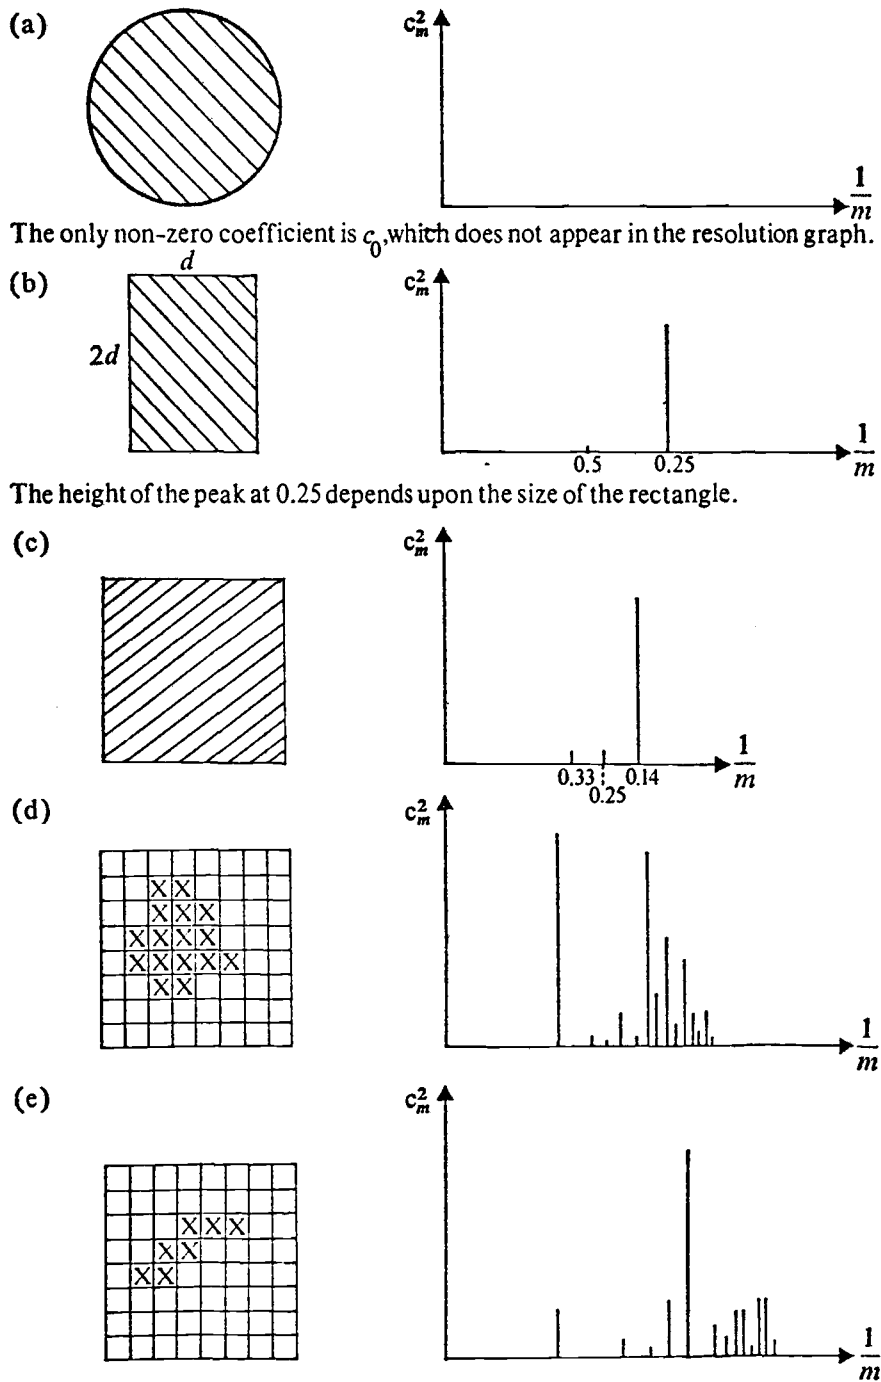 (a)
c²ₘ
1/m
The only non-zero coefficient is c₀, which does not appear in the resolution graph.
(b)
d
2d
c²ₘ
0.5 0.25
1/m
The height of the peak at 0.25 depends upon the size of the rectangle.
(c)
c²ₘ
0.33 0.14
0.25
1/m
(d)
c²ₘ
X X
X X X
X X X X
X X X X X
X X
1/m
(e)
c²ₘ
X X X
X X
X X
1/m